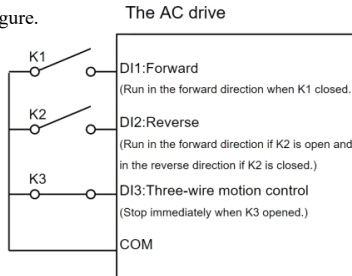 gure.
The AC drive
K1
DI1:Forward
(Run in the forward direction when K1 closed.
K2
DI2:Reverse
(Run in the forward direction if K2 is open and
in the reverse direction if K2 is closed.)
K3
DI3:Three-wire motion control
(Stop immediately when K3 opened.)
COM